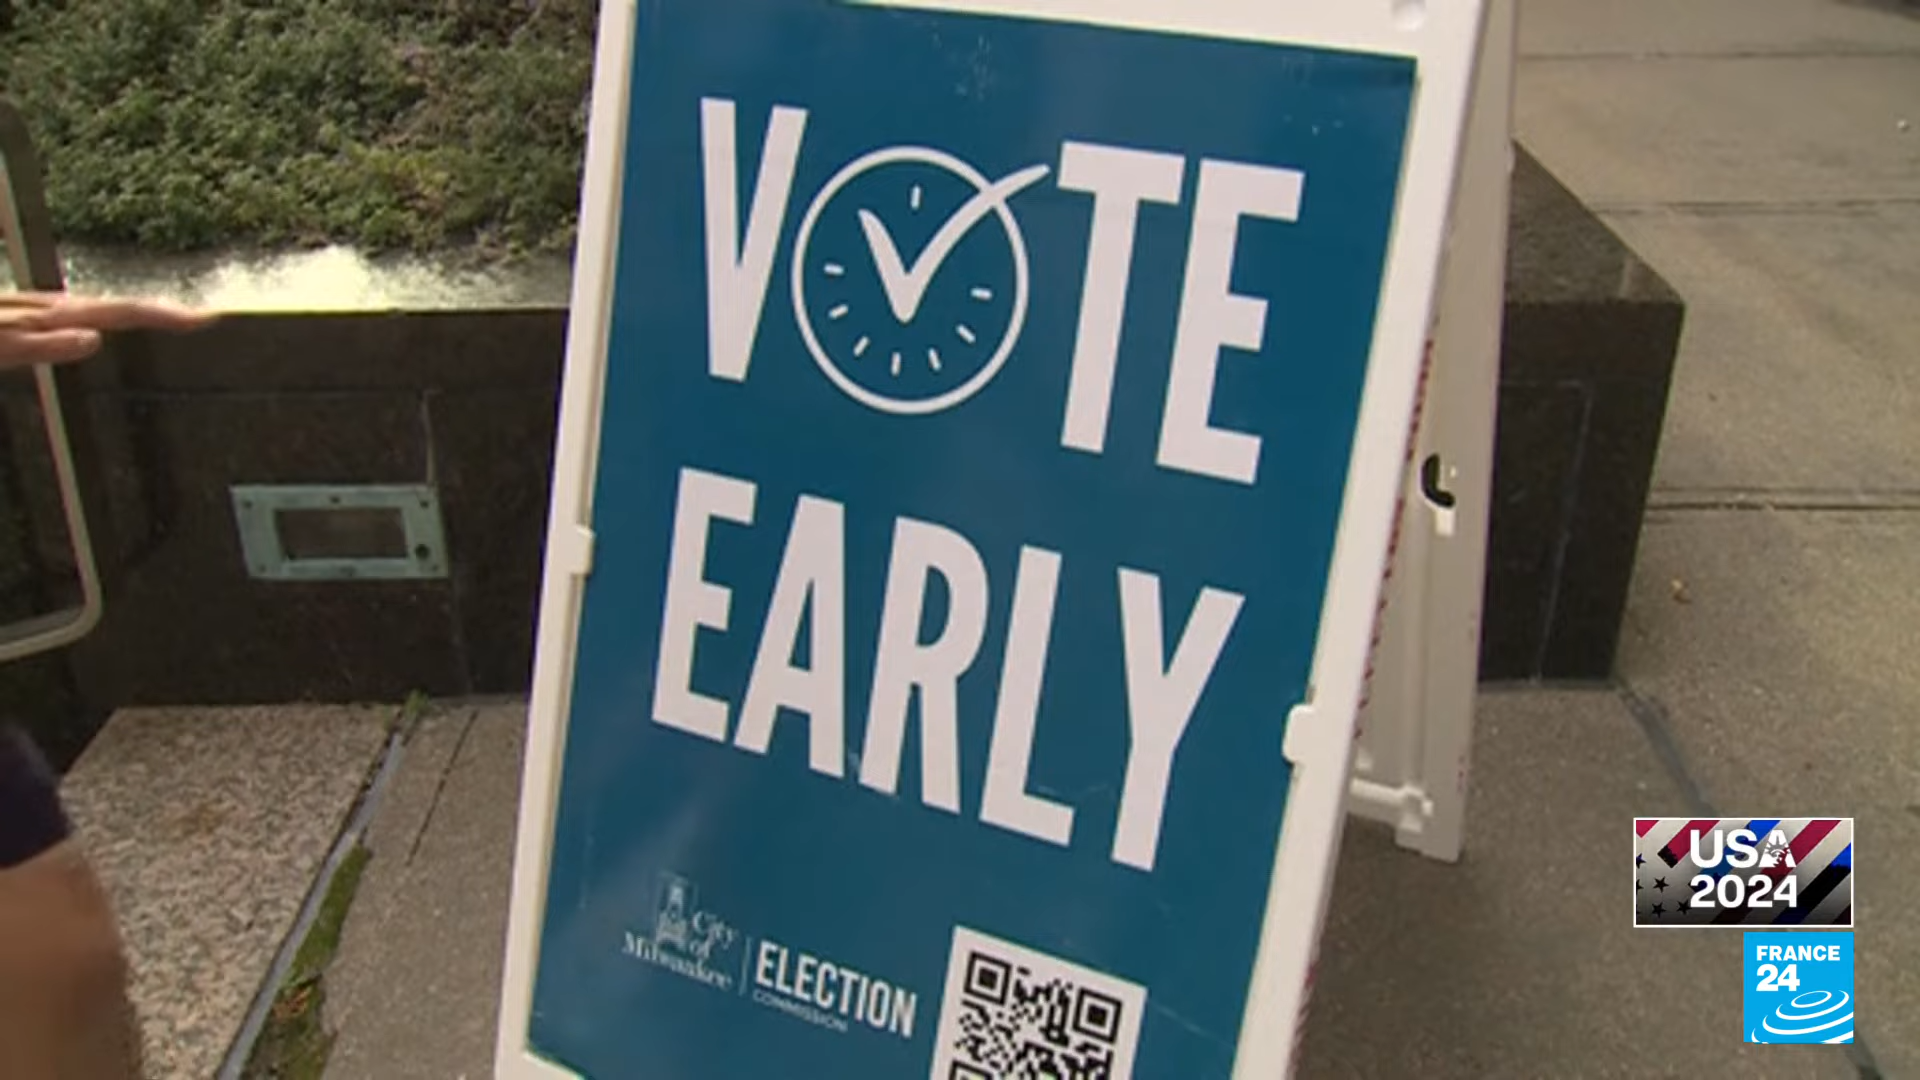 VOTE
EARLY
City
of
Milwaukee
ELECTION
COMMISSION
USA
2024
FRANCE
24